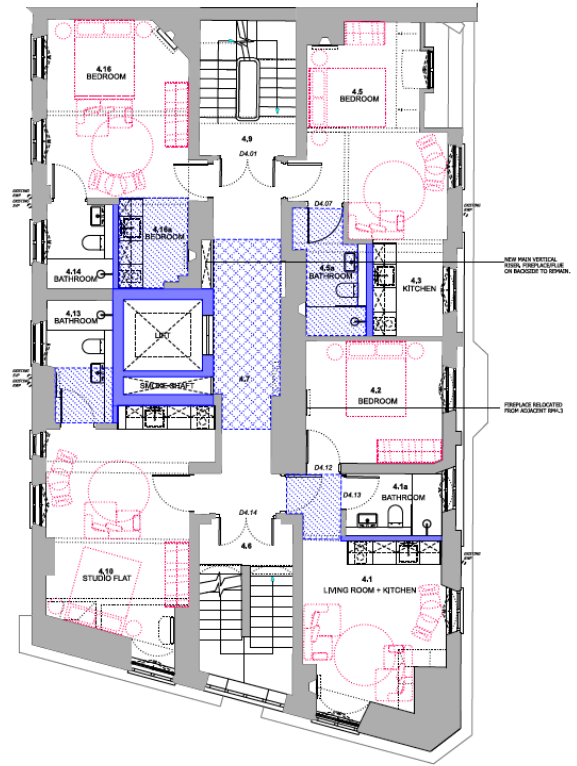 4.16
BEDROOM
4.5
BEDROOM
4.9
D4.01
D4.07
4.16a
BEDROOM
4.5a
BATHROOM
4.3
KITCHEN
NEW MAIN VERTICAL
RISER, FIREPLACE/FLUE
ON BACKSIDE TO REMAIN.
4.14
BATHROOM
4.13
BATHROOM
LIFT
SMOKE SHAFT
4.7
4.2
BEDROOM
FIREPLACE RELOCATED
FROM ADJACENT RM4.3
D4.12
D4.13
4.1a
BATHROOM
D4.14
4.6
4.10
STUDIO FLAT
4.1
LIVING ROOM + KITCHEN